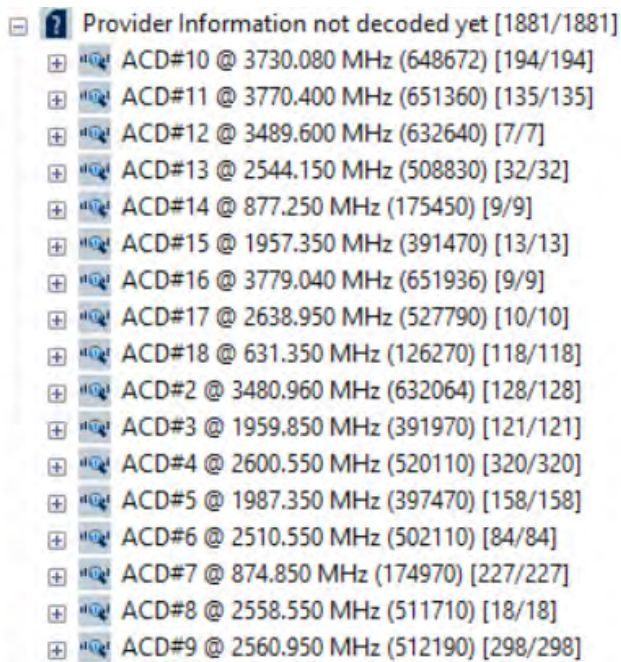 Provider Information not decoded yet [1881/1881]
ACD#10 @ 3730.080 MHz (648672) [194/194]
ACD#11 @ 3770.400 MHz (651360) [135/135]
ACD#12 @ 3489.600 MHz (632640) [7/7]
ACD#13 @ 2544.150 MHz (508830) [32/32]
ACD#14 @ 877.250 MHz (175450) [9/9]
ACD#15 @ 1957.350 MHz (391470) [13/13]
ACD#16 @ 3779.040 MHz (651936) [9/9]
ACD#17 @ 2638.950 MHz (527790) [10/10]
ACD#18 @ 631.350 MHz (126270) [118/118]
ACD#2 @ 3480.960 MHz (632064) [128/128]
ACD#3 @ 1959.850 MHz (391970) [121/121]
ACD#4 @ 2600.550 MHz (520110) [320/320]
ACD#5 @ 1987.350 MHz (397470) [158/158]
ACD#6 @ 2510.550 MHz (502110) [84/84]
ACD#7 @ 874.850 MHz (174970) [227/227]
ACD#8 @ 2558.550 MHz (511710) [18/18]
ACD#9 @ 2560.950 MHz (512190) [298/298]